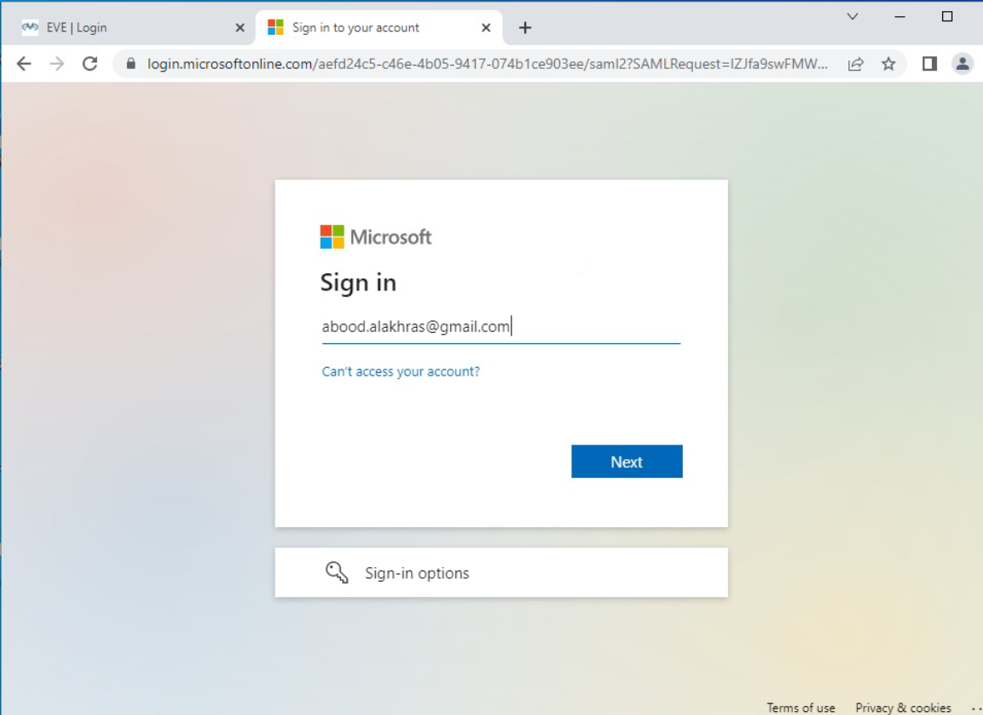 EVE | Login
Sign in to your account
login.microsoftonline.com/aefd24c5-c46e-4b05-9417-074b1ce903ee/saml2?SAMLRequest=lZJfa9swFMW...
Microsoft
Sign in
abood.alakhras@gmail.com
Can't access your account?
Next
Sign-in options
Terms of use Privacy & cookies